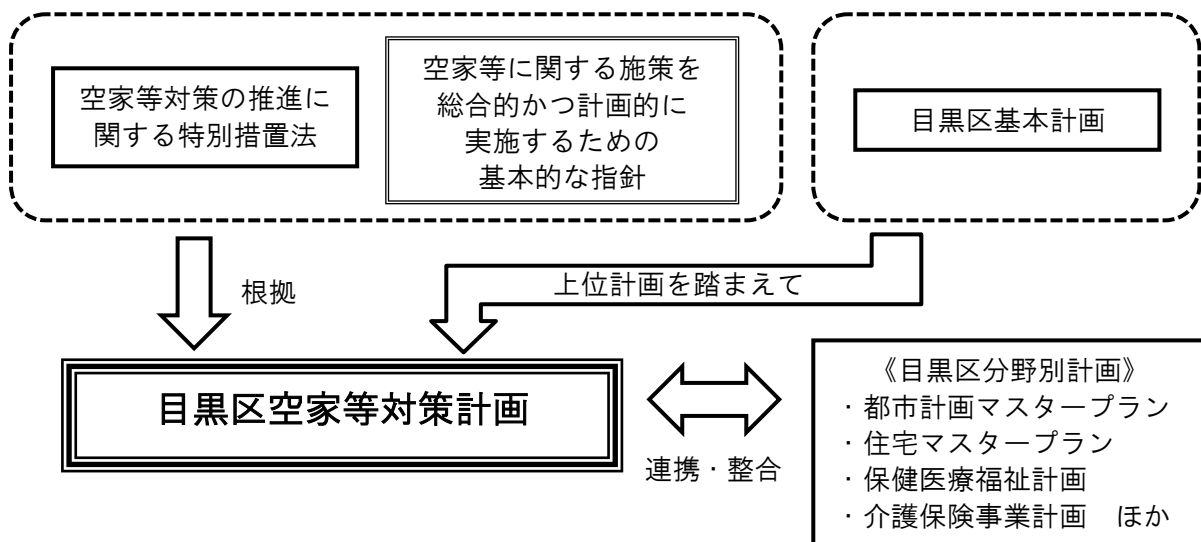 空家等対策の推進に
関する特別措置法
空家等に関する施策を
総合的かつ計画的に
実施するための
基本的な指針
目黒区基本計画
根拠
上位計画を踏まえて
目黒区空家等対策計画
連携・整合
《目黒区分野別計画》
・都市計画マスタープラン
・住宅マスタープラン
・保健医療福祉計画
・介護保険事業計画　ほか